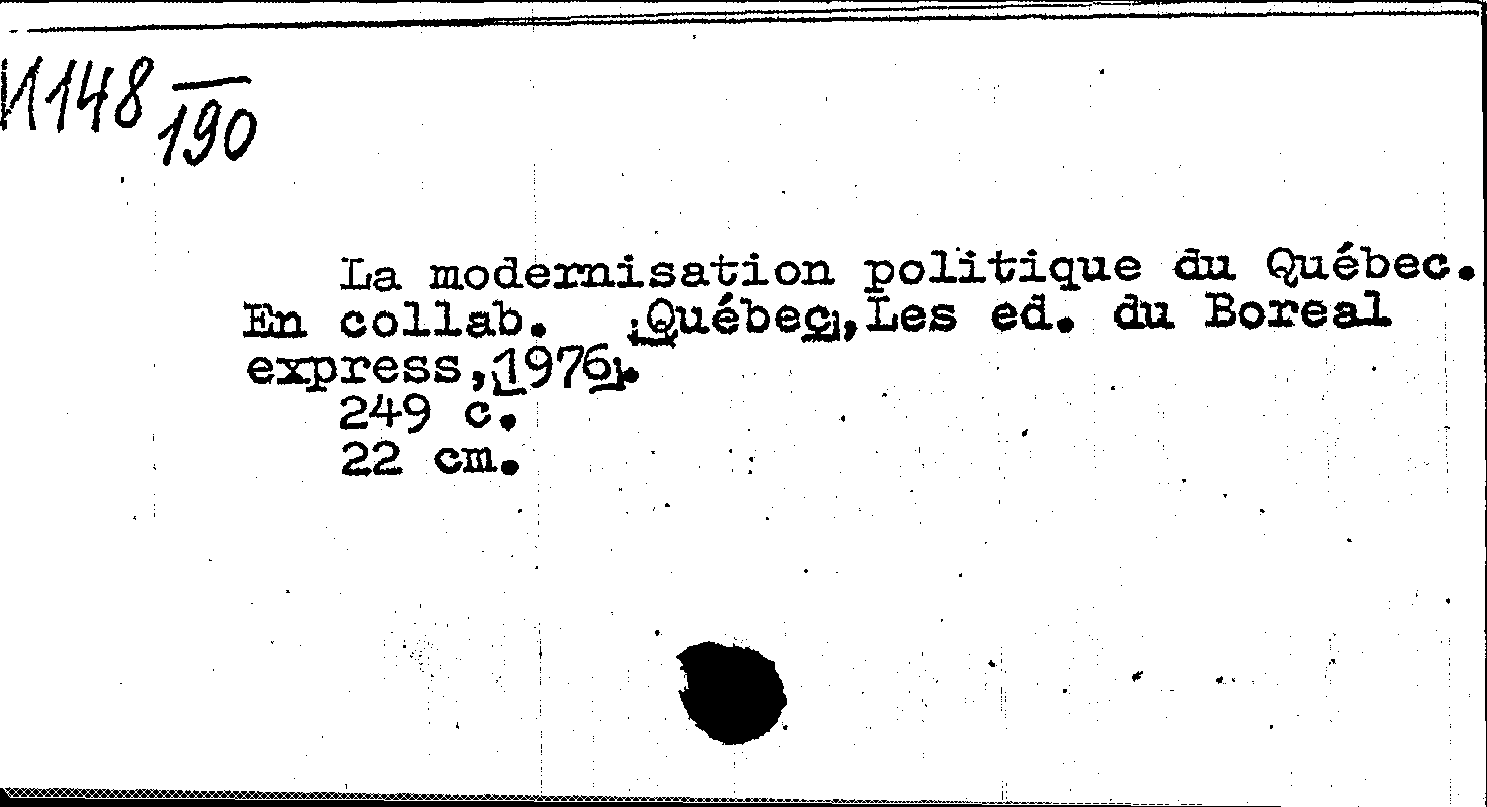 И148
190
La modernisation politique du Québec.
En collab. [Québec], Les ed. du Boreal
express, [1976].
249 c.
22 cm.